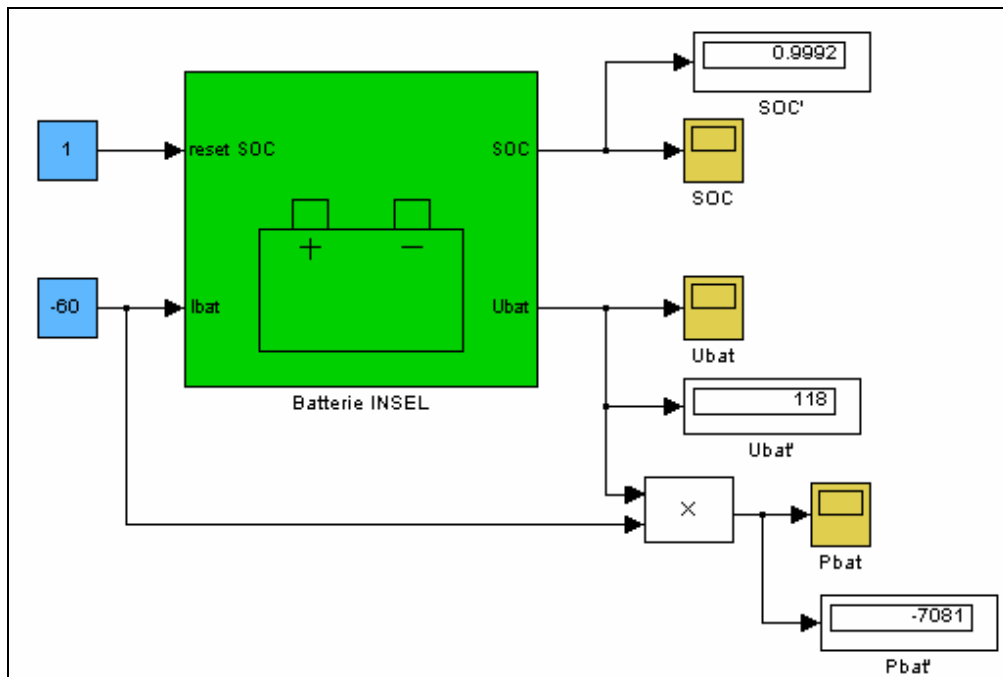 0.9992
SOC'
1
reset SOC
SOC
SOC
+ −
-60
Ibat
Ubat
Ubat
Batterie INSEL
118
Ubat'
×
Pbat
-7081
Pbat'